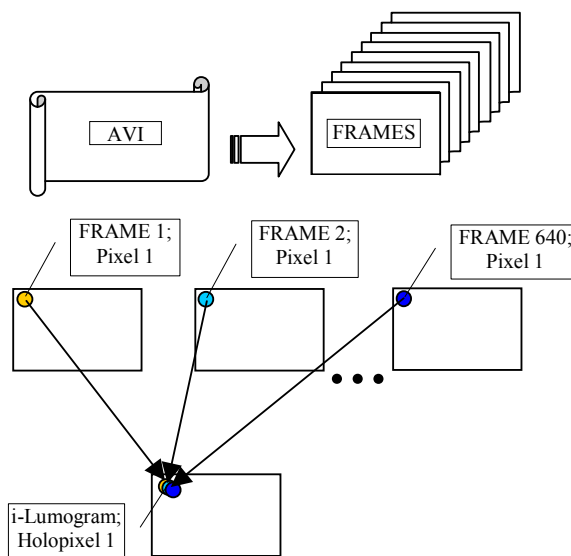 AVI
FRAMES
FRAME 1;
Pixel 1
FRAME 2;
Pixel 1
FRAME 640;
Pixel 1
i-Lumogram;
Holopixel 1